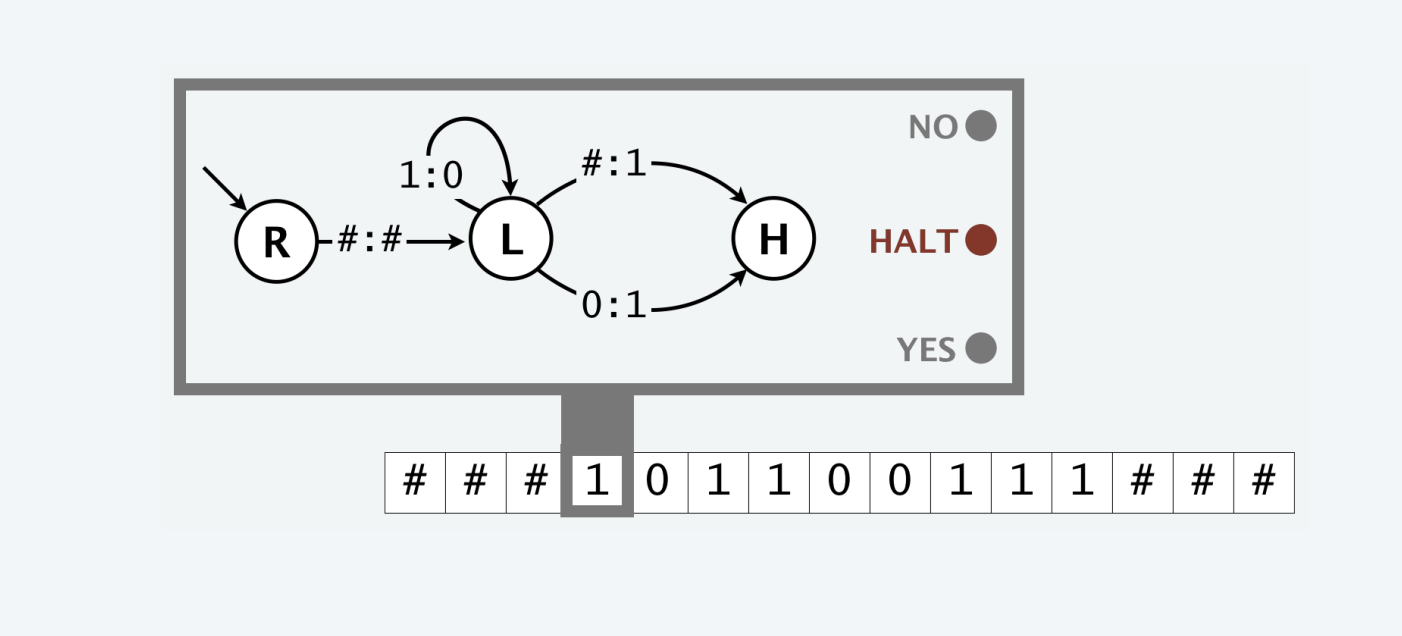 NO
#:1
1:0
R #:# L H HALT
0:1
YES
# # # 1 0 1 1 0 0 1 1 1 # # #